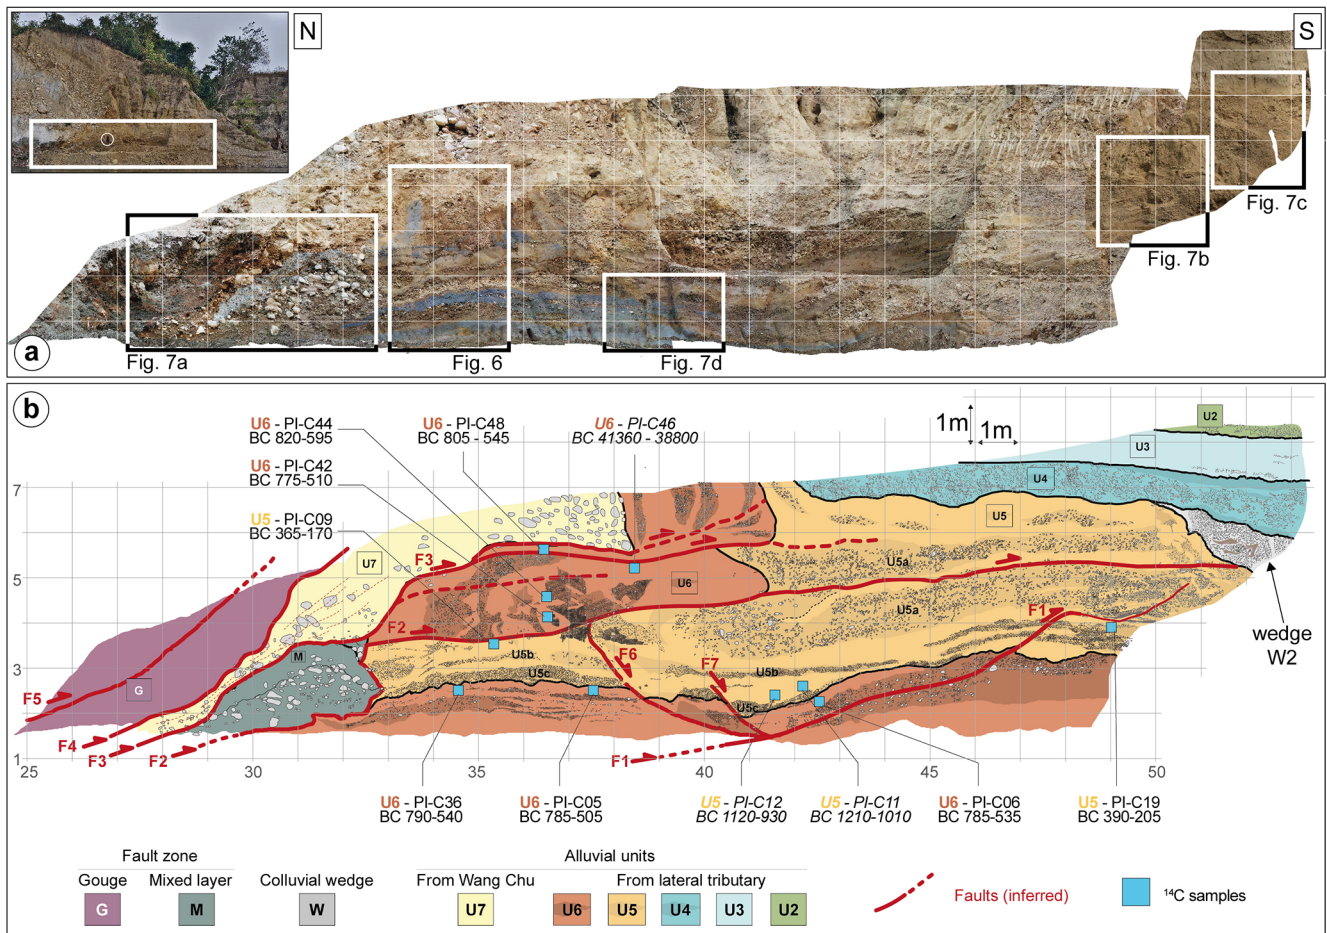 N
S
Fig. 7c
Fig. 7b
a
Fig. 7a
Fig. 6
Fig. 7d
b
U6 - PI-C44
BC 820-595
U6 - PI-C48
BC 805 - 545
U6 - PI-C46
BC 41360 - 38800
1m
1m
U2
U3
U6 - PI-C42
BC 775-510
U4
7
U5 - PI-C09
BC 365-170
U5
U7
F3
U5a
5
U6
U5a
F1
F2
wedge
W2
M
U5b
F6
F7
U5b
3
U5c
G
F5
U5c
F4
F3
F2
F1
1
25
30
35
40
45
50
U6 - PI-C36
BC 790-540
U6 - PI-C05
BC 785-505
U5 - PI-C12
BC 1120-930
U5 - PI-C11
BC 1210-1010
U6 - PI-C06
BC 785-535
U5 - PI-C19
BC 390-205
Fault zone
Alluvial units
Gouge
Mixed layer
Colluvial wedge
From Wang Chu
From lateral tributary
G
M
W
U7
U6
U5
U4
U3
U2
Faults (inferred)
¹⁴C samples